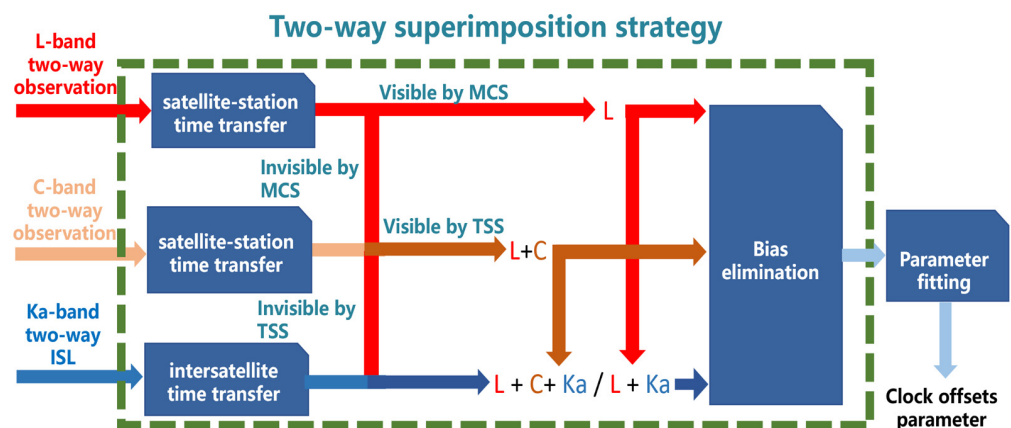 Two-way superimposition strategy
L-band
two-way
observation
satellite-station
time transfer
Visible by MCS
L
Invisible by
MCS
C-band
two-way
observation
satellite-station
time transfer
Visible by TSS
L+C
Invisible by
TSS
Ka-band
two-way
ISL
intersatellite
time transfer
L + C+ Ka / L + Ka
Bias
elimination
Parameter
fitting
Clock offsets
parameter